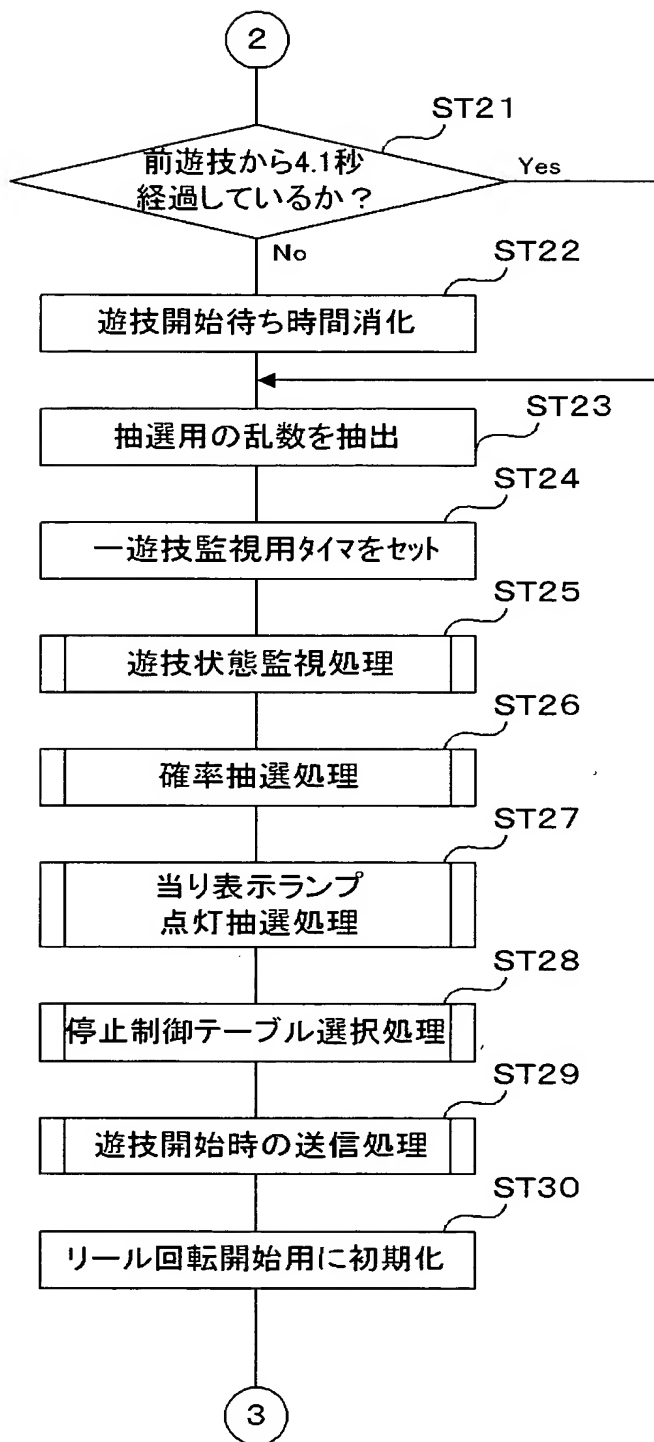 2
ST21
前遊技から4.1秒
経過しているか？
Yes
No
ST22
遊技開始待ち時間消化
ST23
抽選用の乱数を抽出
ST24
一遊技監視用タイマをセット
ST25
遊技状態監視処理
ST26
確率抽選処理
ST27
当り表示ランプ
点灯抽選処理
ST28
停止制御テーブル選択処理
ST29
遊技開始時の送信処理
ST30
リール回転開始用に初期化
3